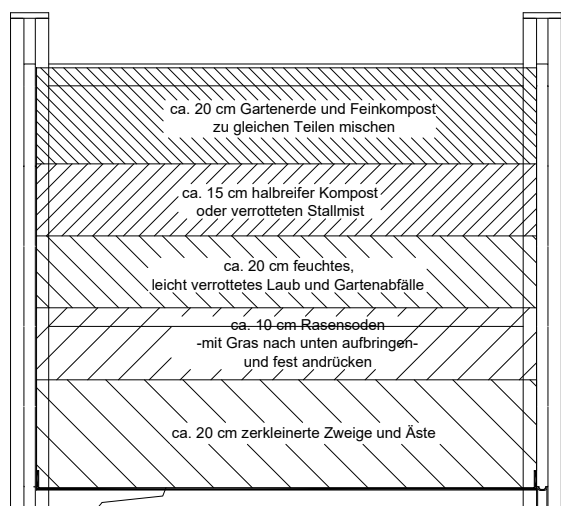 ca. 20 cm Gartenerde und Feinkompost
zu gleichen Teilen mischen
ca. 15 cm halbreifer Kompost
oder verrotteten Stallmist
ca. 20 cm feuchtes,
leicht verrottetes Laub und Gartenabfälle
ca. 10 cm Rasensoden
-mit Gras nach unten aufbringen-
und fest andrücken
ca. 20 cm zerkleinerte Zweige und Äste